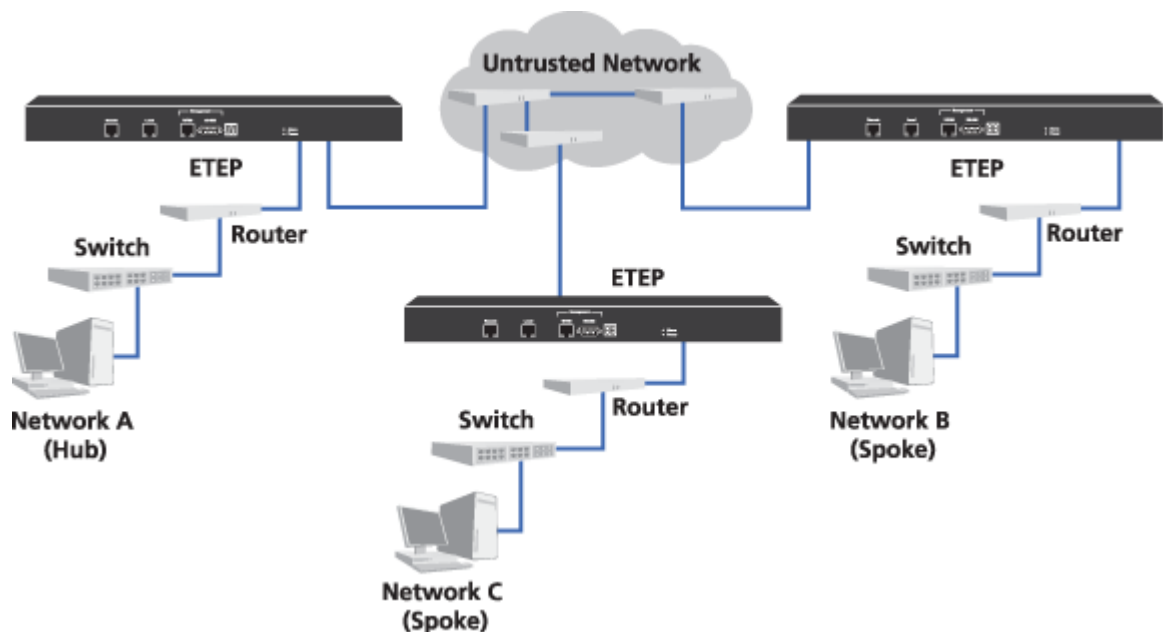 Untrusted Network
ETEP
ETEP
Router
Router
Switch
Switch
ETEP
Network A
(Hub)
Network B
(Spoke)
Router
Switch
Network C
(Spoke)